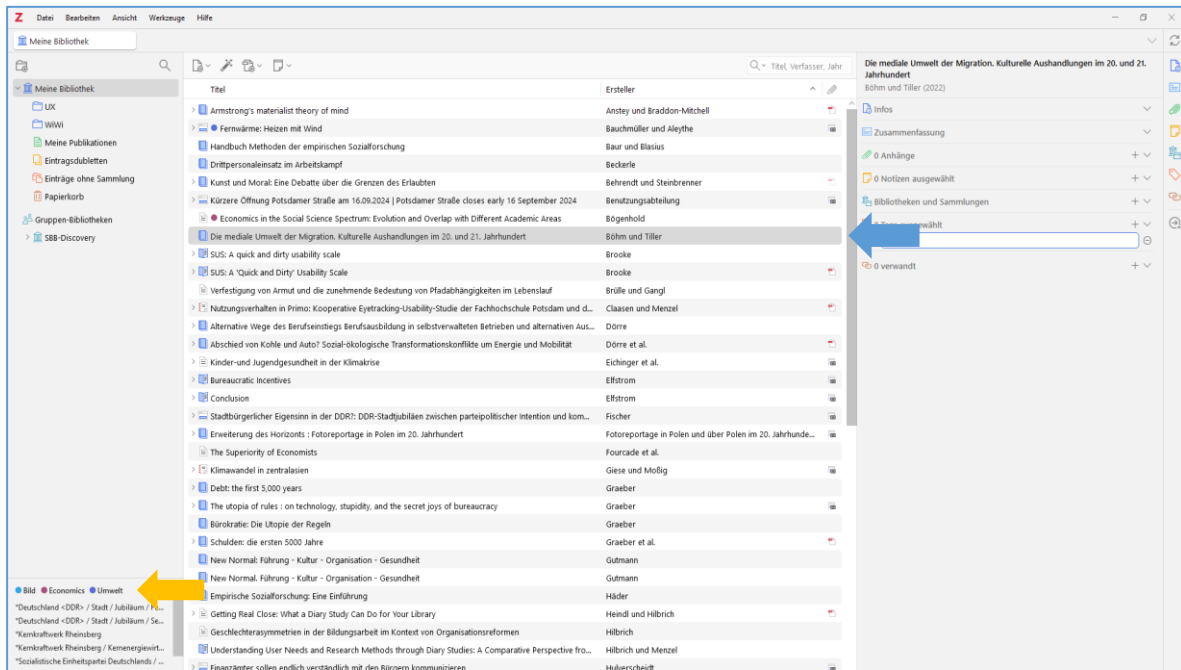 Z Datei Bearbeiten Ansicht Werkzeuge Hilfe
Meine Bibliothek
Titel, Verfasser, Jahr
Meine Bibliothek
UX
WiWi
Meine Publikationen
Eintragsdubletten
Einträge ohne Sammlung
Papierkorb
Gruppen-Bibliotheken
SBB-Discovery
Bild Economics Umwelt
*Deutschland <DDR> / Stadt / Jubiläum /
*Deutschland <DDR> / Stadt / Jubiläum / Se...
*Kernkraftwerk Rheinsberg
*Kernkraftwerk Rheinsberg / Kernenergiewirt...
*Sozialistische Einheitspartei Deutschlands / ...
Titel Ersteller
Armstrong's materialist theory of mind Anstey und Braddon-Mitchell
Fernwärme: Heizen mit Wind Bauchmüller und Aleythe
Handbuch Methoden der empirischen Sozialforschung Baur und Blasius
Drittpersonaleinsatz im Arbeitskampf Beckerle
Kunst und Moral: Eine Debatte über die Grenzen des Erlaubten Behrendt und Steinbrenner
Kürzere Öffnung Potsdamer Straße am 16.09.2024 | Potsdamer Straße closes early 16 September 2024 Benutzungsabteilung
Economics in the Social Science Spectrum: Evolution and Overlap with Different Academic Areas Bögenhold
Die mediale Umwelt der Migration. Kulturelle Aushandlungen im 20. und 21. Jahrhundert Böhm und Tiller
SUS: A quick and dirty usability scale Brooke
SUS: A 'Quick and Dirty' Usability Scale Brooke
Verfestigung von Armut und die zunehmende Bedeutung von Pfadabhängigkeiten im Lebenslauf Brülle und Gangl
Nutzungsverhalten in Primo: Kooperative Eyetracking-Usability-Studie der Fachhochschule Potsdam und d... Claasen und Menzel
Alternative Wege des Berufseinstiegs Berufsausbildung in selbstverwalteten Betrieben und alternativen Aus... Dörre
Abschied von Kohle und Auto? Sozial-ökologische Transformationskonflikte um Energie und Mobilität Dörre et al.
Kinder-und Jugendgesundheit in der Klimakrise Eichinger et al.
Bureaucratic Incentives Elfstrom
Conclusion Elfstrom
Stadtbürgerlicher Eigensinn in der DDR?: DDR-Stadtjubiläen zwischen parteipolitischer Intention und kom... Fischer
Erweiterung des Horizonts : Fotoreportage in Polen im 20. Jahrhundert Fotoreportage in Polen und über Polen im 20. Jahrhunde...
The Superiority of Economists Fourcade et al.
Klimawandel in zentralasien Giese und Moßig
Debt: the first 5,000 years Graeber
The utopia of rules : on technology, stupidity, and the secret joys of bureaucracy Graeber
Bürokratie: Die Utopie der Regeln Graeber
Schulden: die ersten 5000 Jahre Graeber et al.
New Normal: Führung - Kultur - Organisation - Gesundheit Gutmann
New Normal. Führung - Kultur - Organisation - Gesundheit Gutmann
Empirische Sozialforschung: Eine Einführung Häder
Getting Real Close: What a Diary Study Can Do for Your Library Heindl und Hilbrich
Geschlechterasymmetrien in der Bildungsarbeit im Kontext von Organisationsreformen Hilbrich
Understanding User Needs and Research Methods through Diary Studies: A Comparative Perspective fro... Hilbrich und Menzel
Finanzämter sollen endlich verständlich mit den Bürgern kommunizieren Hulverscheidt
Die mediale Umwelt der Migration. Kulturelle Aushandlungen im 20. und 21.
Jahrhundert
Böhm und Tiller (2022)
Infos
Zusammenfassung
0 Anhänge
0 Notizen ausgewählt
Bibliotheken und Sammlungen
0 Tags ausgewählt
0 verwandt